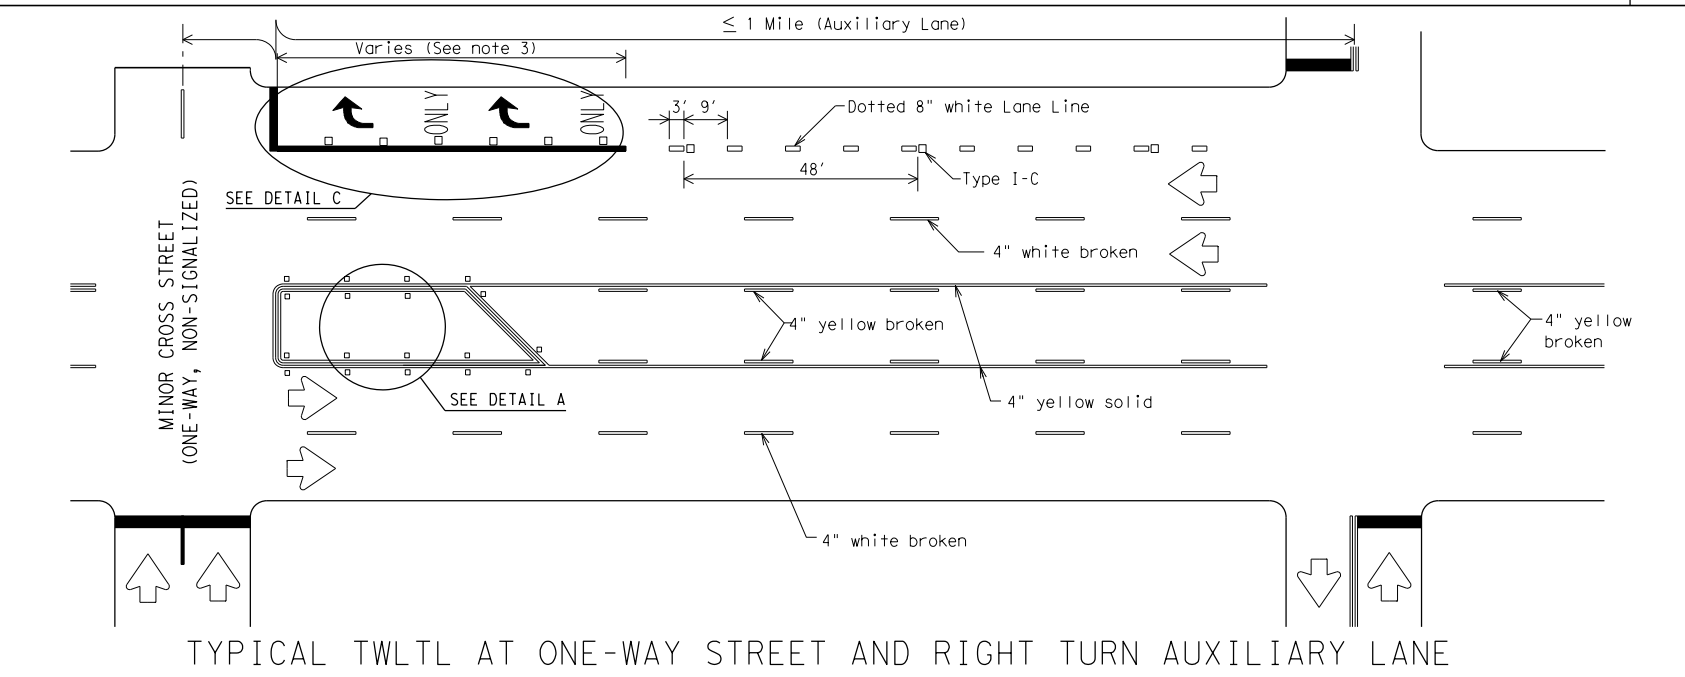 ≤ 1 Mile (Auxiliary Lane)
Varies (See note 3)
ONLY
ONLY
3' 9'
Dotted 8" white Lane Line
48'
Type I-C
SEE DETAIL C
4" white broken
MINOR CROSS STREET
(ONE-WAY, NON-SIGNALIZED)
4" yellow broken
4" yellow
broken
SEE DETAIL A
4" yellow solid
4" white broken
TYPICAL TWLTL AT ONE-WAY STREET AND RIGHT TURN AUXILIARY LANE